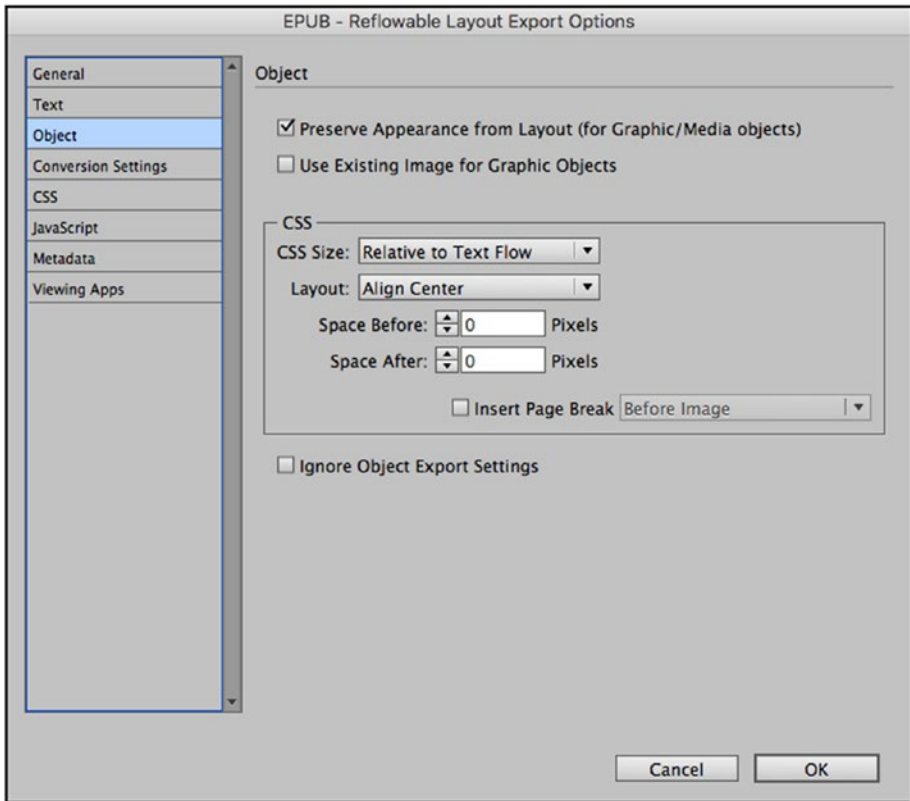 EPUB - Reflowable Layout Export Options
General
Text
Object
Conversion Settings
CSS
JavaScript
Metadata
Viewing Apps
Object
Preserve Appearance from Layout (for Graphic/Media objects)
Use Existing Image for Graphic Objects
CSS
CSS Size: Relative to Text Flow
Layout: Align Center
Space Before: 0 Pixels
Space After: 0 Pixels
Insert Page Break Before Image
Ignore Object Export Settings
Cancel OK